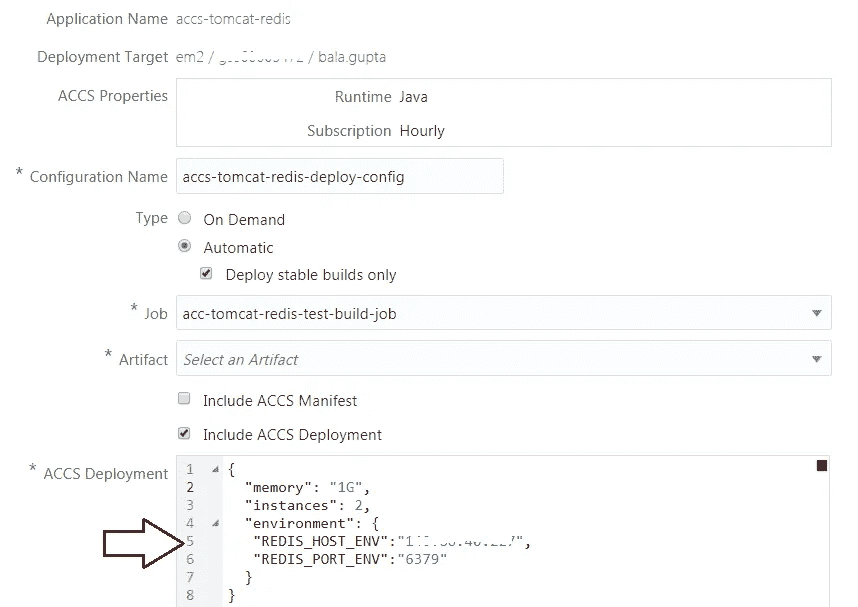 Application Name accs-tomcat-redis
Deployment Target em2 / / bala.gupta
ACCS Properties
Runtime Java
Subscription Hourly
* Configuration Name accs-tomcat-redis-deploy-config
Type On Demand
Automatic
Deploy stable builds only
* Job acc-tomcat-redis-test-build-job
* Artifact Select an Artifact
Include ACCS Manifest
Include ACCS Deployment
* ACCS Deployment
1 {
2 "memory": "1G",
3 "instances": 2,
4 "environment": {
5 "REDIS_HOST_ENV":
6 "REDIS_PORT_ENV":"6379"
7 }
8 }